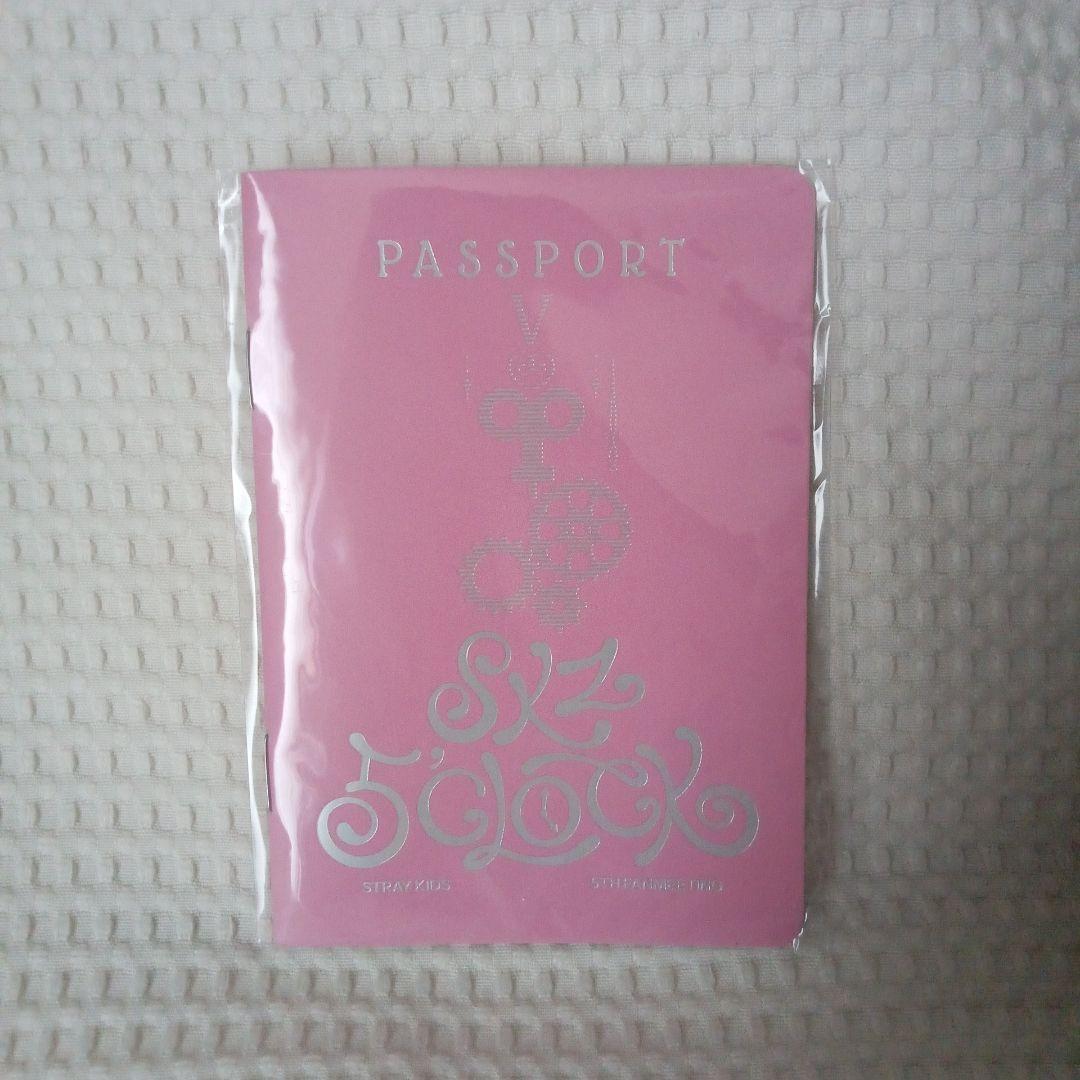 PASSPORT
V
SKZ
5'CLOCK
STRAY KIDS
5TH FANMEETING